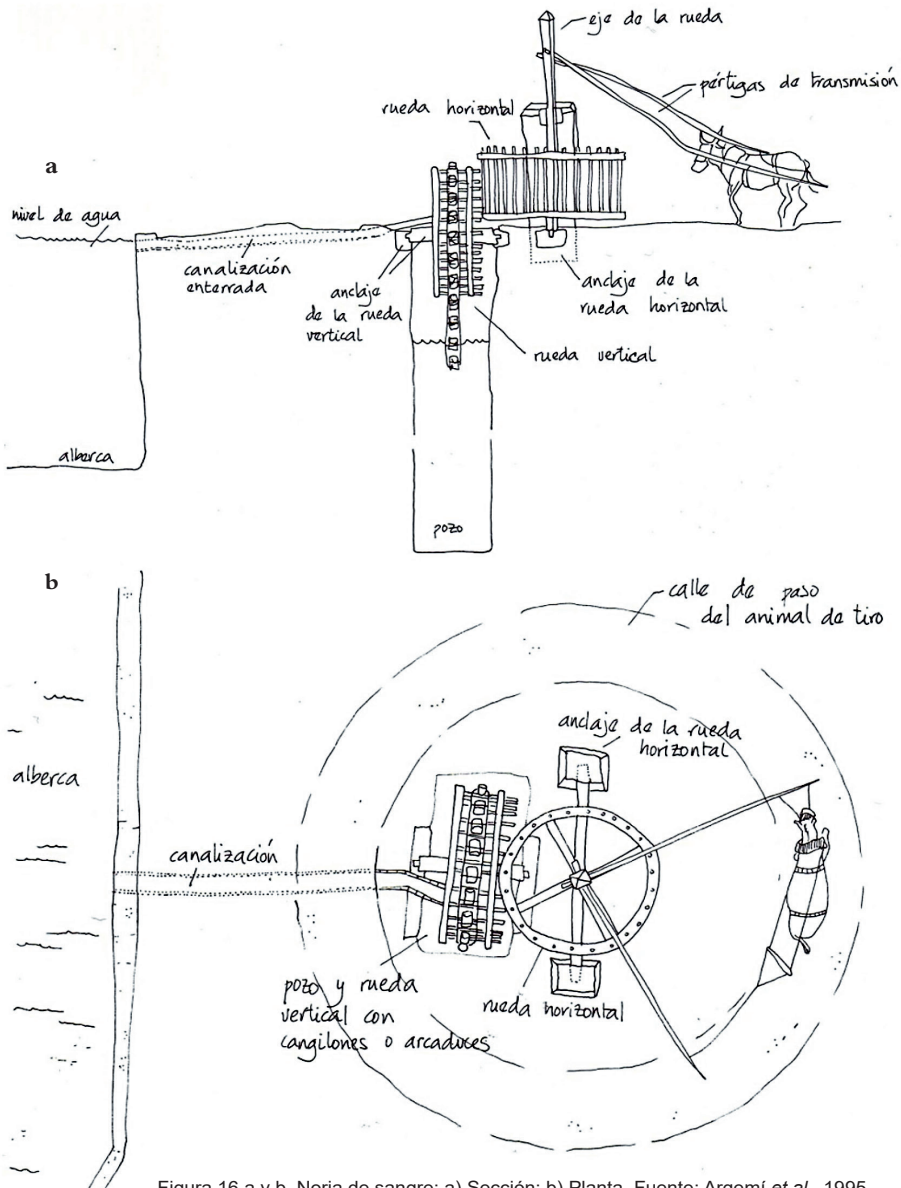 eje de la rueda
pértigas de transmisión
rueda horizontal
a
nivel de agua
canalización
enterrada
anclaje
de la rueda
vertical
anclaje de la
rueda horizontal
rueda vertical
alberca
pozo
b
calle de paso
del animal de tiro
anclaje de la rueda
horizontal
alberca
canalización
pozo y rueda
vertical con
cangilones o arcaduces
rueda horizontal
Figura 16 a y b. Noria de sangre: a) Sección; b) Planta. Fuente: Argemí et al., 1995